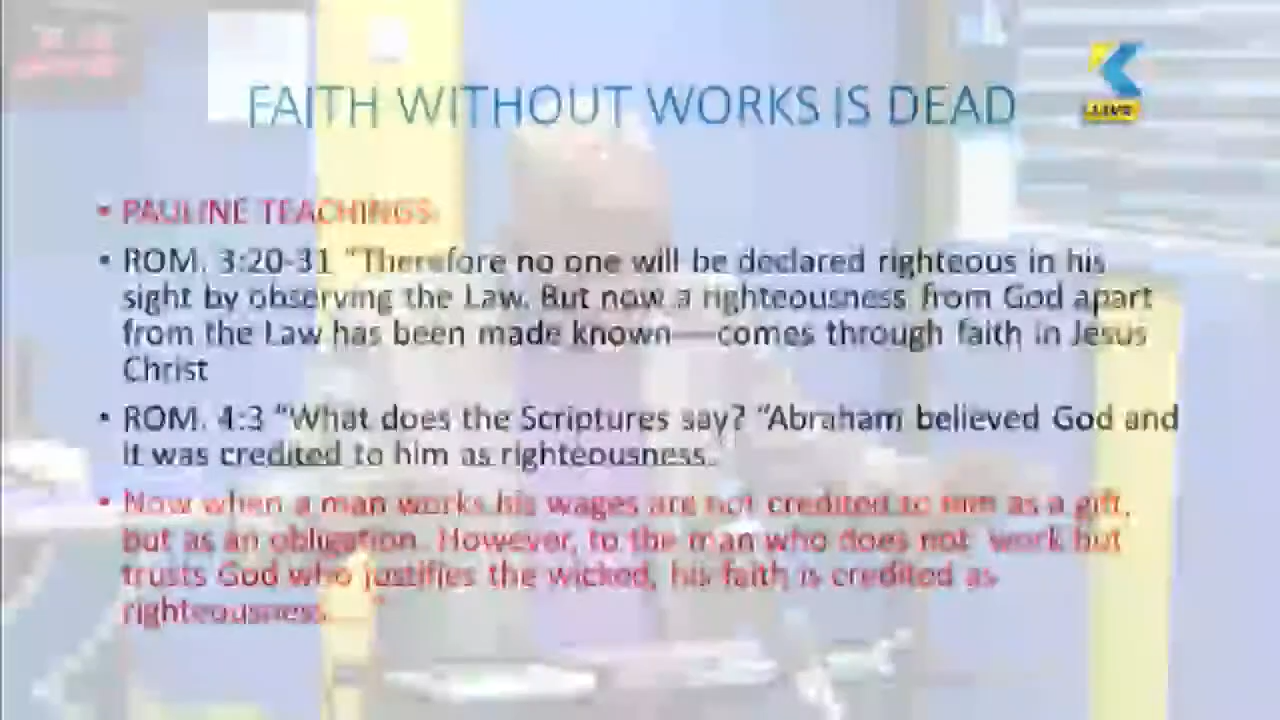 FAITH WITHOUT WORKS IS DEAD
LIVE
• PAULINE TEACHINGS:
• ROM. 3:20-31 “Therefore no one will be declared righteous in his
sight by observing the Law. But now a righteousness from God apart
from the Law has been made known—comes through faith in Jesus
Christ
• ROM. 4:3 “What does the Scriptures say? “Abraham believed God and
it was credited to him as righteousness.
• Now when a man works his wages are not credited to him as a gift,
but as an obligation. However, to the man who does not work but
trusts God who justifies the wicked, his faith is credited as
righteousness...”